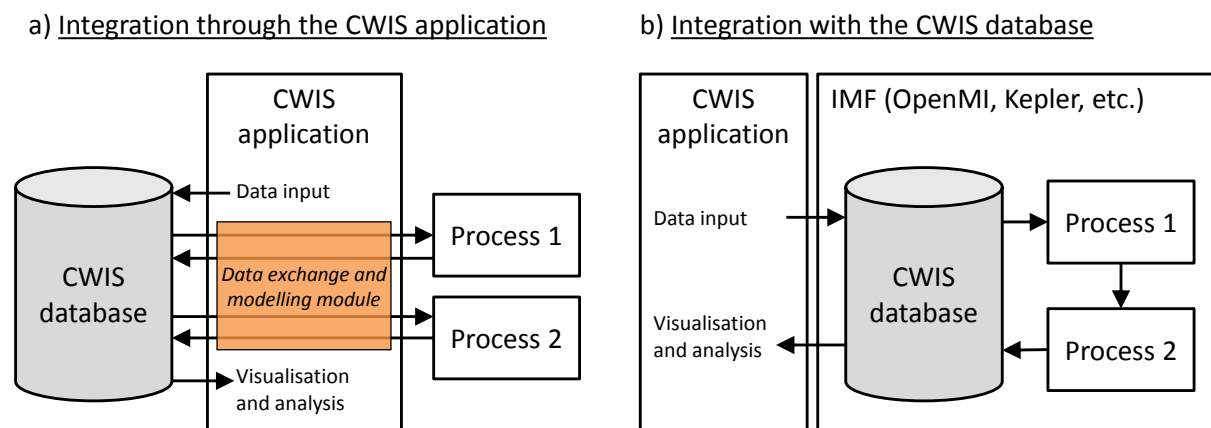 a) Integration through the CWIS application
CWIS
application
Data input
CWIS
database
Data exchange and
modelling module
Process 1
Process 2
Visualisation
and analysis
b) Integration with the CWIS database
CWIS
application
IMF (OpenMI, Kepler, etc.)
Data input
Visualisation
and analysis
CWIS
database
Process 1
Process 2